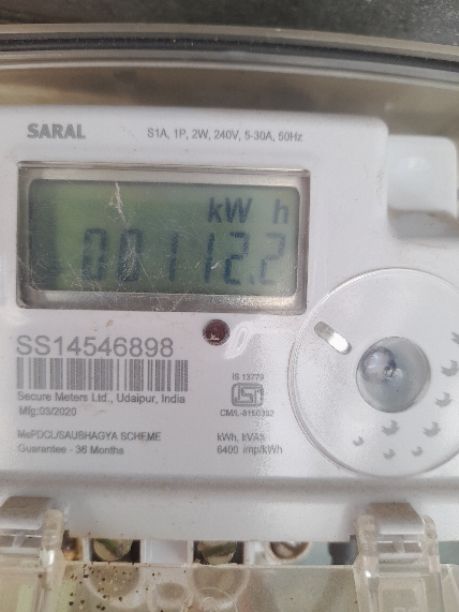 SARAL
S1A, 1P, 2W, 240V, 5-30A, 50Hz
kW h
00112.2
SS14546898
Secure Meters Ltd., Udaipur, India
Mfg:03/2020
IS 13779
CM/L-8150392
MePDCL/SAUBHAGYA SCHEME
Guarantee - 36 Months
kWh, kVAh
6400 imp/kWh